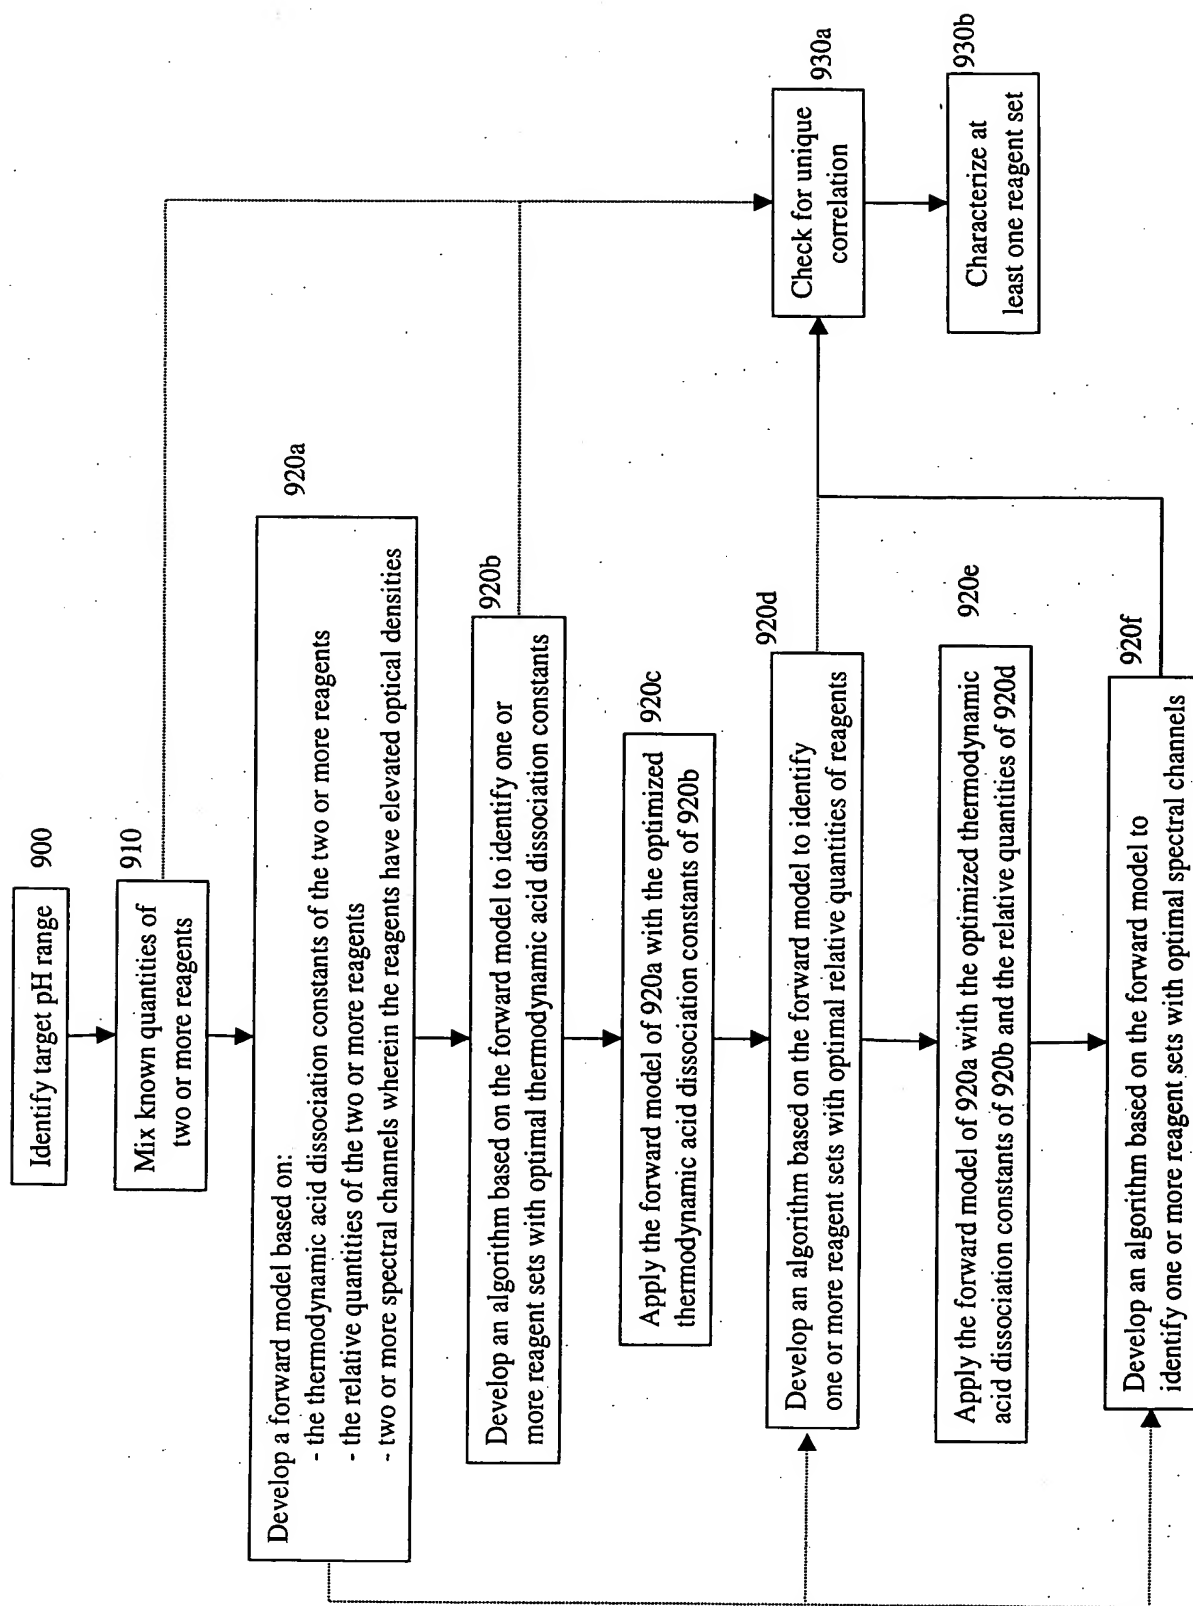 Identify target pH range
900
Mix known quantities of
two or more reagents
910
Develop a forward model based on:
- the thermodynamic acid dissociation constants of the two or more reagents
- the relative quantities of the two or more reagents
- two or more spectral channels wherein the reagents have elevated optical densities
920a
Develop an algorithm based on the forward model to identify one or
more reagent sets with optimal thermodynamic acid dissociation constants
920b
Apply the forward model of 920a with the optimized
thermodynamic acid dissociation constants of 920b
920c
Develop an algorithm based on the forward model to identify
one or more reagent sets with optimal relative quantities of reagents
920d
Apply the forward model of 920a with the optimized thermodynamic
acid dissociation constants of 920b and the relative quantities of 920d
920e
Develop an algorithm based on the forward model to
identify one or more reagent sets with optimal spectral channels
920f
Check for unique
correlation
930a
Characterize at
least one reagent set
930b